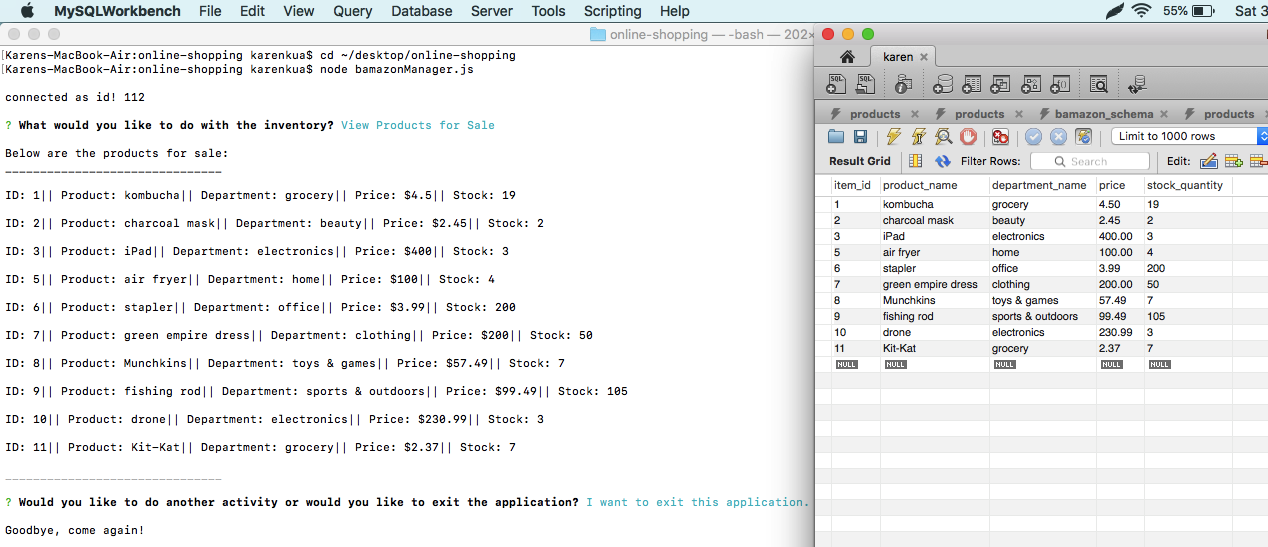 MySQLWorkbench File Edit View Query Database Server Tools Scripting Help 55% Sat 3
online-shopping — -bash — 202×
[Karens-MacBook-Air:online-shopping karenkua$ cd ~/desktop/online-shopping
[Karens-MacBook-Air:online-shopping karenkua$ node bamazonManager.js
connected as id! 112
? What would you like to do with the inventory? View Products for Sale
Below are the products for sale:
_______________________________
ID: 1|| Product: kombucha|| Department: grocery|| Price: $4.5|| Stock: 19
ID: 2|| Product: charcoal mask|| Department: beauty|| Price: $2.45|| Stock: 2
ID: 3|| Product: iPad|| Department: electronics|| Price: $400|| Stock: 3
ID: 5|| Product: air fryer|| Department: home|| Price: $100|| Stock: 4
ID: 6|| Product: stapler|| Department: office|| Price: $3.99|| Stock: 200
ID: 7|| Product: green empire dress|| Department: clothing|| Price: $200|| Stock: 50
ID: 8|| Product: Munchkins|| Department: toys & games|| Price: $57.49|| Stock: 7
ID: 9|| Product: fishing rod|| Department: sports & outdoors|| Price: $99.49|| Stock: 105
ID: 10|| Product: drone|| Department: electronics|| Price: $230.99|| Stock: 3
ID: 11|| Product: Kit-Kat|| Department: grocery|| Price: $2.37|| Stock: 7
_______________________________
? Would you like to do another activity or would you like to exit the application? I want to exit this application.
Goodbye, come again!
karen ×
SQL SQL
products × products × bamazon_schema × products
Limit to 1000 rows
Result Grid Filter Rows: Search Edit:
item_id product_name department_name price stock_quantity
1 kombucha grocery 4.50 19
2 charcoal mask beauty 2.45 2
3 iPad electronics 400.00 3
5 air fryer home 100.00 4
6 stapler office 3.99 200
7 green empire dress clothing 200.00 50
8 Munchkins toys & games 57.49 7
9 fishing rod sports & outdoors 99.49 105
10 drone electronics 230.99 3
11 Kit-Kat grocery 2.37 7
NULL NULL NULL NULL NULL